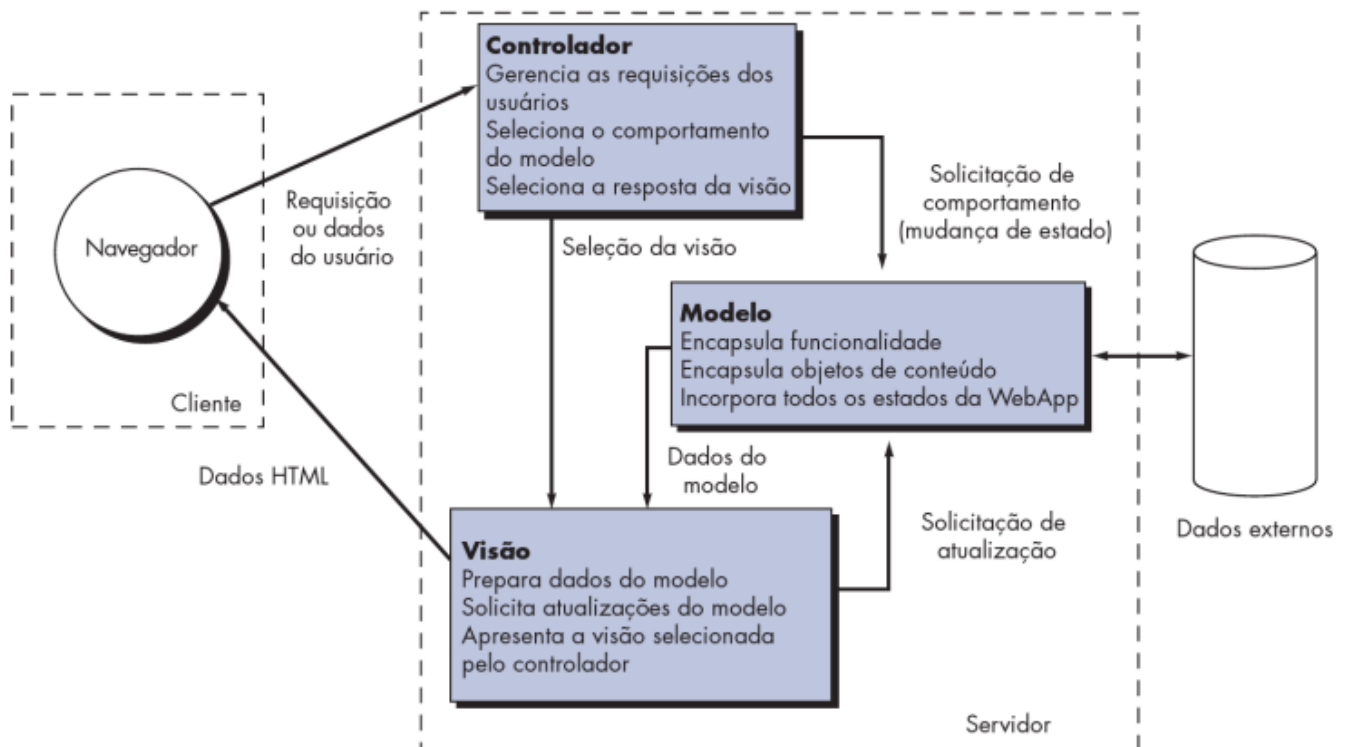 Controlador
Gerencia as requisições dos
usuários
Seleciona o comportamento
do modelo
Seleciona a resposta da visão
Navegador
Requisição
ou dados
do usuário
Cliente
Seleção da visão
Solicitação de
comportamento
(mudança de estado)
Modelo
Encapsula funcionalidade
Encapsula objetos de conteúdo
Incorpora todos os estados da WebApp
Dados HTML
Dados do
modelo
Solicitação de
atualização
Dados externos
Visão
Prepara dados do modelo
Solicita atualizações do modelo
Apresenta a visão selecionada
pelo controlador
Servidor